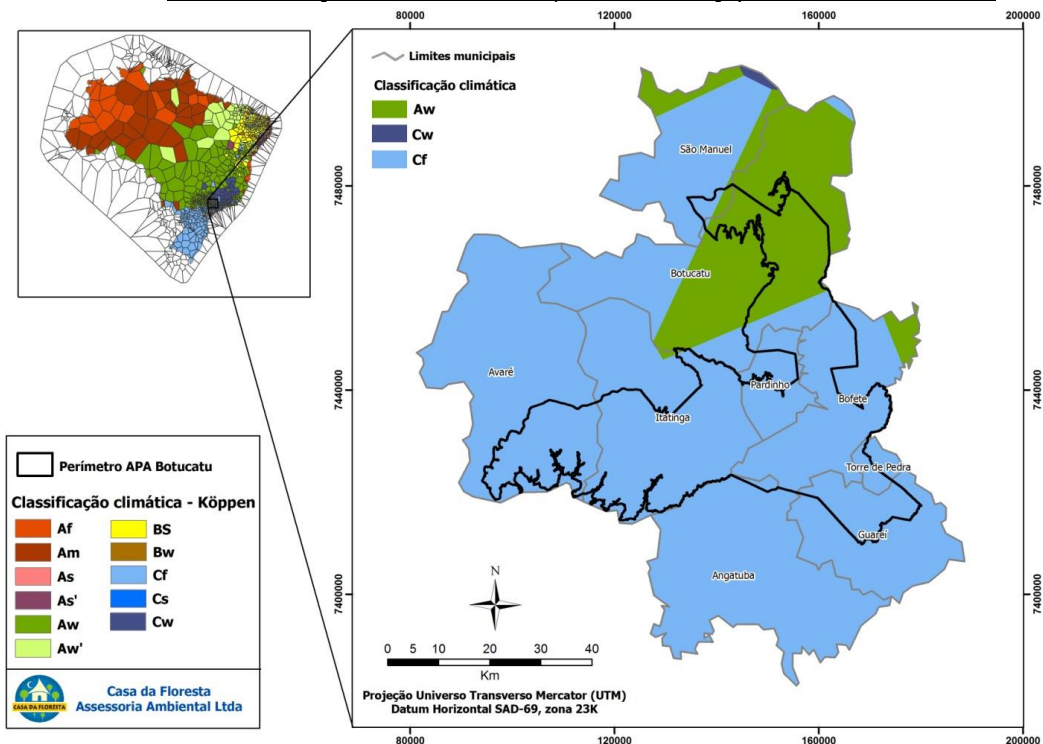 80000 120000 160000 200000
Limites municipais
Classificação climática
Aw
Cw
Cf
7480000
7440000
7400000
São Manuel
Botucatu
Avaré
Pardinho
Itatinga
Bofete
Torre de Pedra
Guareí
Angatuba
N
0 5 10 20 30 40
Km
Projeção Universo Transverso Mercator (UTM)
Datum Horizontal SAD-69, zona 23K
7480000
7440000
7400000
80000 120000 160000 200000
Perímetro APA Botucatu
Classificação climática - Köppen
Af
Am
As
As'
Aw
Aw'
BS
Bw
Cf
Cs
Cw
CASA DA FLORESTA
Casa da Floresta
Assessoria Ambiental Ltda